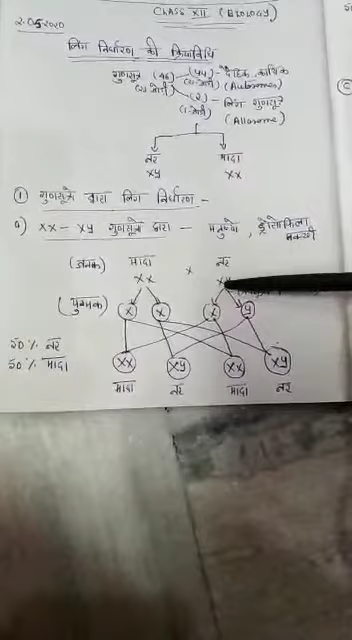 CLASS XII (BIOLOGY)
2.05.2020
लिंग निर्धारण की क्रियाविधि
गुणसूत्र (46) (44) - दैहिक कायिक
(23 जोड़ी) (22 जोड़ी) (Autosomes)
(2) - लिंग गुणसूत्र
(1 जोड़ी) (Allosome)
नर मादा
xy xx
① गुणसूत्रो द्वारा लिंग निर्धारण -
a) xx - xy गुणसूत्रो द्वारा - मनुष्यो, ड्रोसोफिला
मक्खी
(जनक) मादा x नर
xx xy
(युग्मक) x x x y
50% नर xx xy xx xy
50% मादा
मादा नर मादा नर